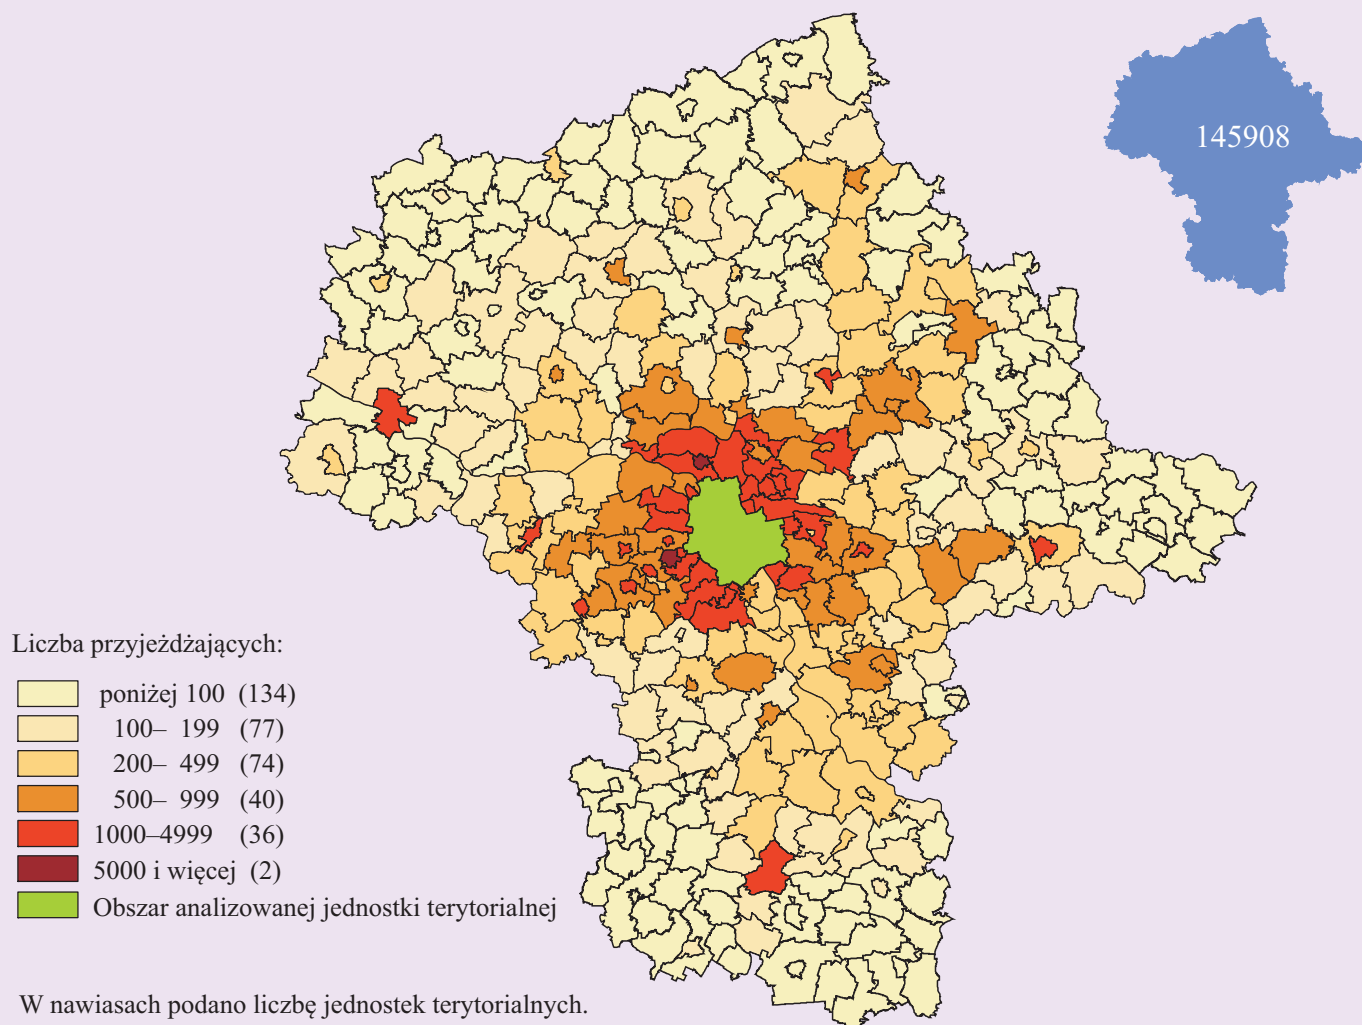 145908
Liczba przyjeżdżających:
poniżej 100 (134)
100– 199 (77)
200– 499 (74)
500– 999 (40)
1000–4999 (36)
5000 i więcej (2)
Obszar analizowanej jednostki terytorialnej
W nawiasach podano liczbę jednostek terytorialnych.